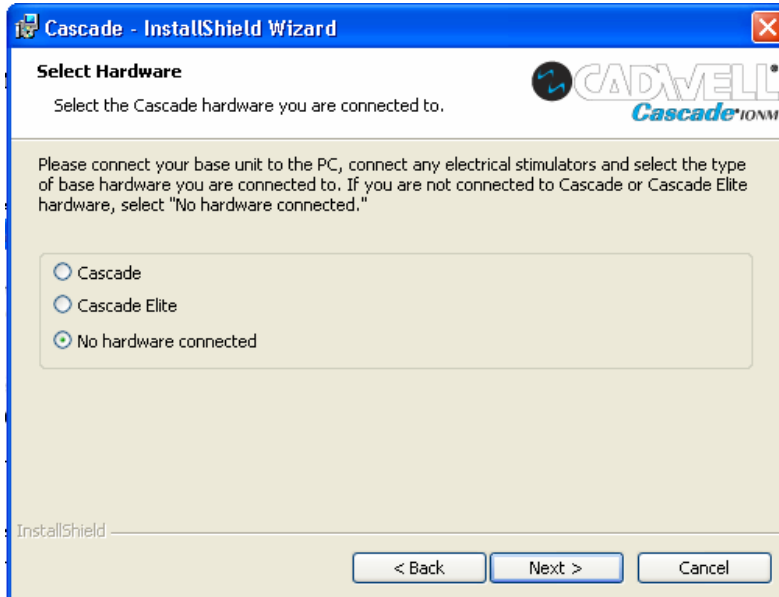 Cascade - InstallShield Wizard
Select Hardware
Select the Cascade hardware you are connected to.
CADWELL®
Cascade® IONM
Please connect your base unit to the PC, connect any electrical stimulators and select the type
of base hardware you are connected to. If you are not connected to Cascade or Cascade Elite
hardware, select "No hardware connected."
Cascade
Cascade Elite
No hardware connected
InstallShield
< Back
Next >
Cancel